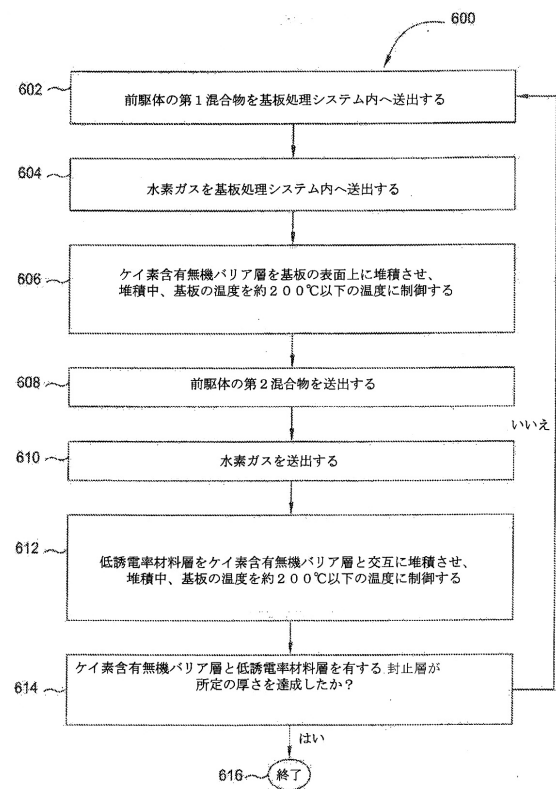 600
602
前駆体の第1混合物を基板処理システム内へ送出する
604
水素ガスを基板処理システム内へ送出する
606
ケイ素含有無機バリア層を基板の表面上に堆積させ、
堆積中、基板の温度を約200℃以下の温度に制御する
608
前駆体の第2混合物を送出する
いいえ
610
水素ガスを送出する
612
低誘電率材料層をケイ素含有無機バリア層と交互に堆積させ、
堆積中、基板の温度を約200℃以下の温度に制御する
614
ケイ素含有無機バリア層と低誘電率材料層を有する封止層が
所定の厚さを達成したか?
はい
616
終了